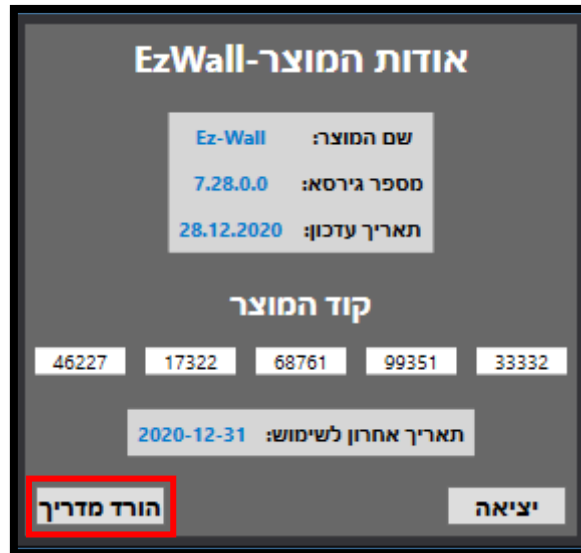 אודות המוצר-EzWall
שם המוצר: Ez-Wall
מספר גירסא: 7.28.0.0
תאריך עדכון: 28.12.2020
קוד המוצר
46227 17322 68761 99351 33332
תאריך אחרון לשימוש: 2020-12-31
יציאה הורד מדריך